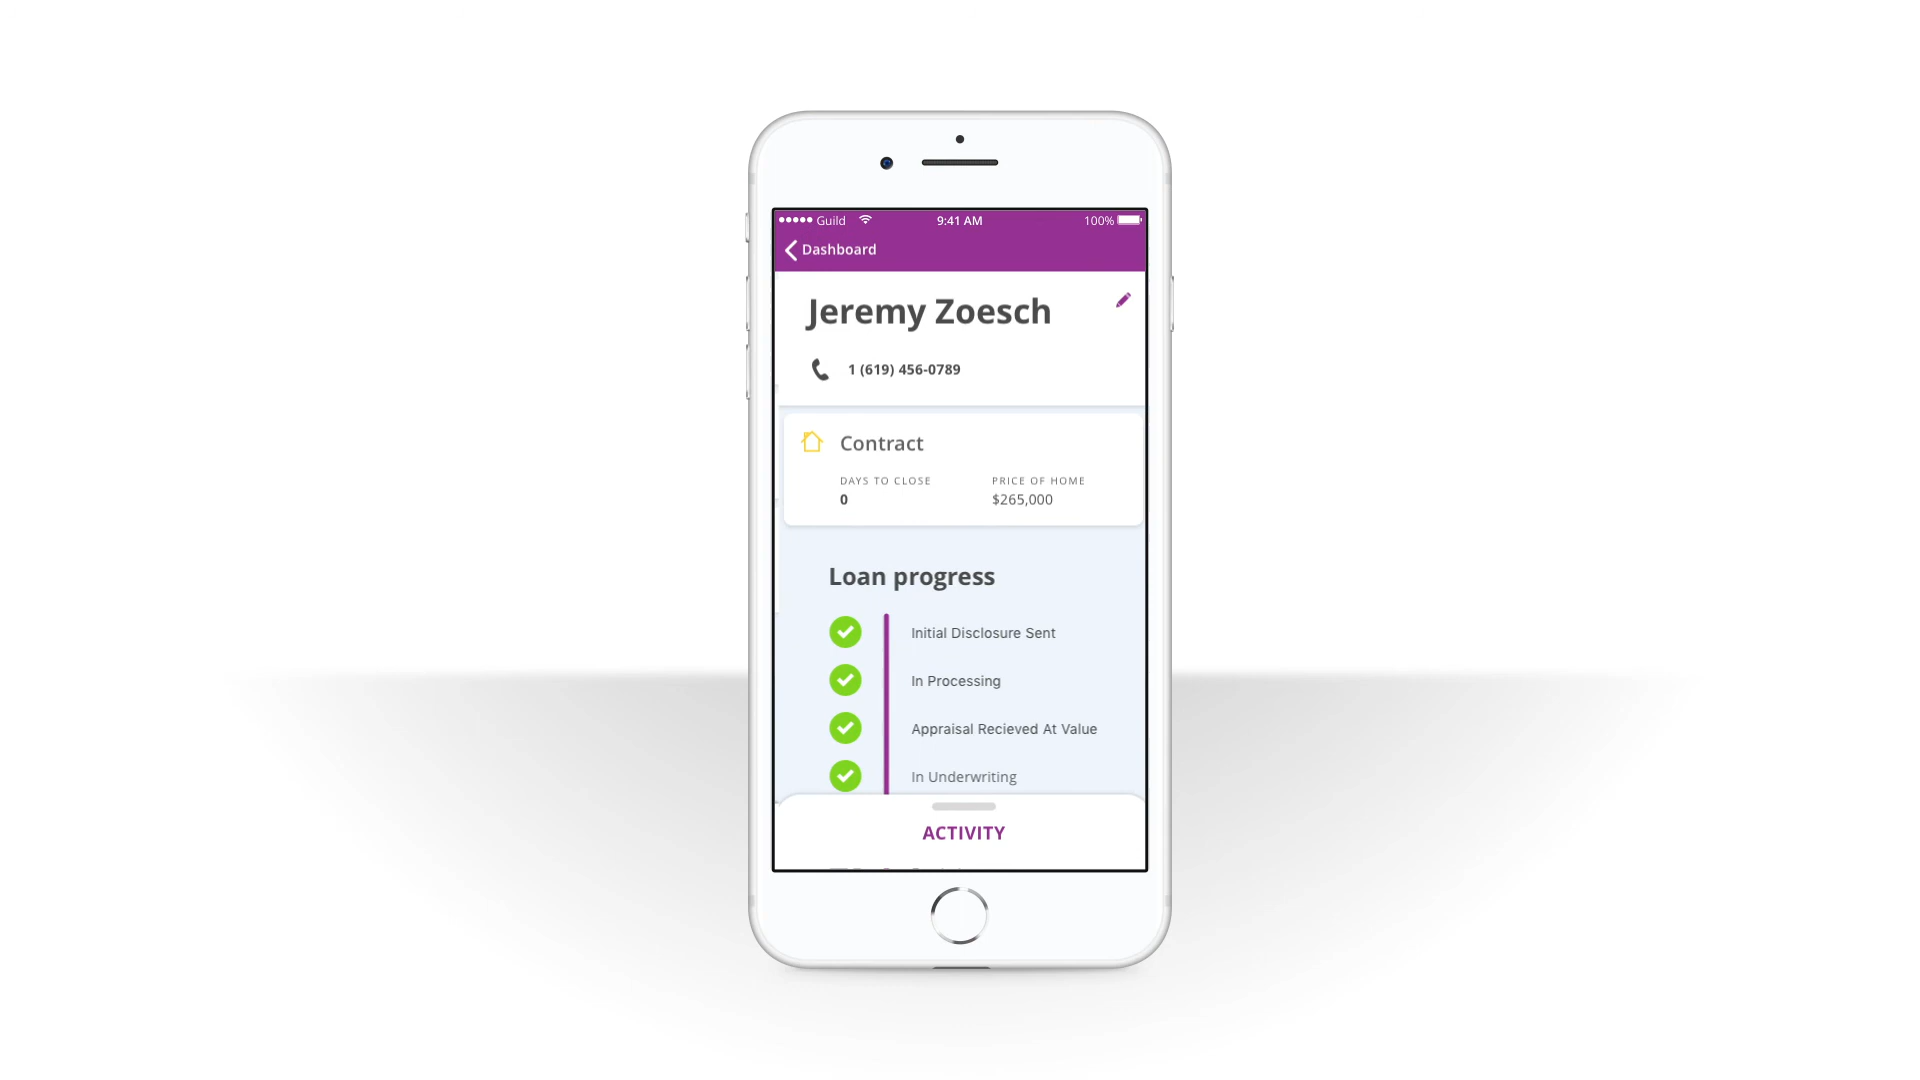 Guild 9:41 AM 100%
Dashboard
Jeremy Zoesch
1 (619) 456-0789
Contract
DAYS TO CLOSE PRICE OF HOME
0 $265,000
Loan progress
Initial Disclosure Sent
In Processing
Appraisal Recieved At Value
In Underwriting
ACTIVITY